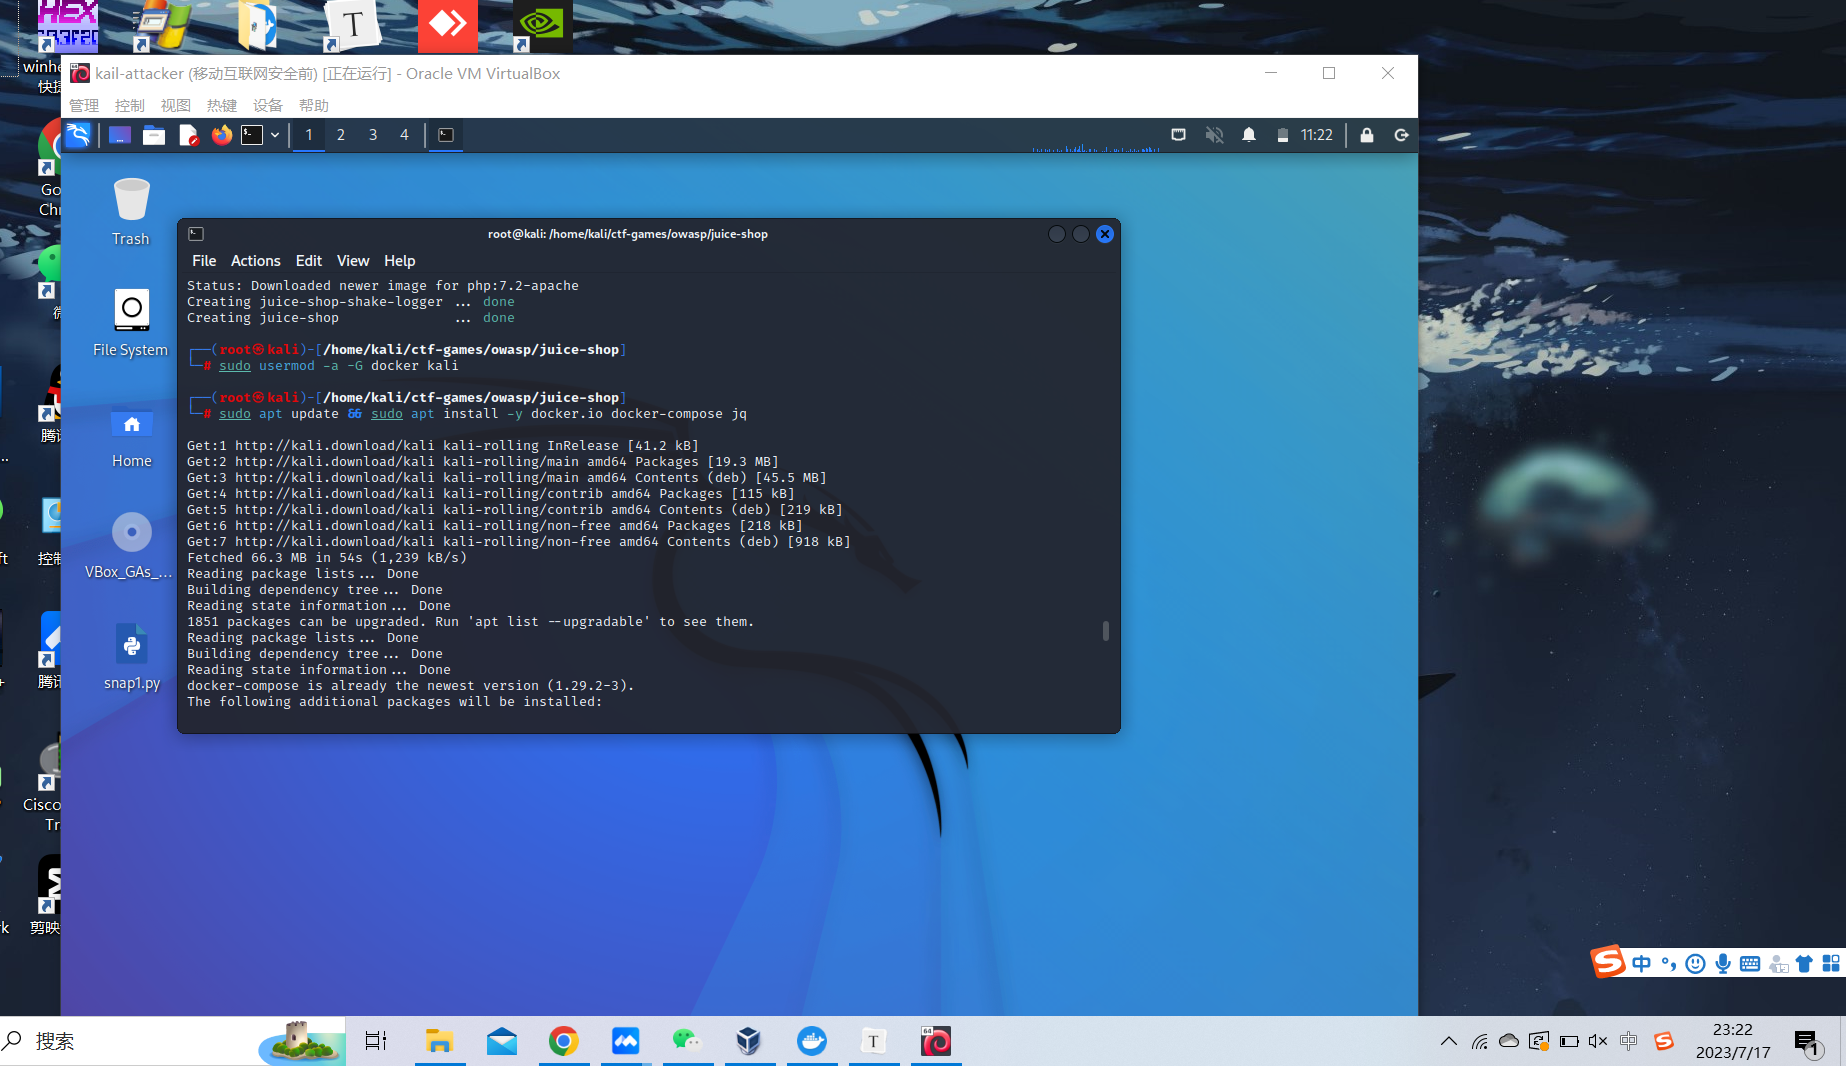 HEX
winhe
快捷
T
kail-attacker (移动互联网安全前) [正在运行] - Oracle VM VirtualBox
管理 控制 视图 热键 设备 帮助
1 2 3 4
11:22
Go
Chr
Trash
File System
Home
VBox_GAs_...
snap1.py
root@kali: /home/kali/ctf-games/owasp/juice-shop
File Actions Edit View Help
Status: Downloaded newer image for php:7.2-apache
Creating juice-shop-shake-logger ... done
Creating juice-shop ... done
┌──(root㉿kali)-[/home/kali/ctf-games/owasp/juice-shop]
└─# sudo usermod -a -G docker kali
┌──(root㉿kali)-[/home/kali/ctf-games/owasp/juice-shop]
└─# sudo apt update && sudo apt install -y docker.io docker-compose jq
Get:1 http://kali.download/kali kali-rolling InRelease [41.2 kB]
Get:2 http://kali.download/kali kali-rolling/main amd64 Packages [19.3 MB]
Get:3 http://kali.download/kali kali-rolling/main amd64 Contents (deb) [45.5 MB]
Get:4 http://kali.download/kali kali-rolling/contrib amd64 Packages [115 kB]
Get:5 http://kali.download/kali kali-rolling/contrib amd64 Contents (deb) [219 kB]
Get:6 http://kali.download/kali kali-rolling/non-free amd64 Packages [218 kB]
Get:7 http://kali.download/kali kali-rolling/non-free amd64 Contents (deb) [918 kB]
Fetched 66.3 MB in 54s (1,239 kB/s)
Reading package lists... Done
Building dependency tree... Done
Reading state information... Done
1851 packages can be upgraded. Run 'apt list --upgradable' to see them.
Reading package lists... Done
Building dependency tree... Done
Reading state information... Done
docker-compose is already the newest version (1.29.2-3).
The following additional packages will be installed:
微
腾讯
控制
ft
腾讯
Cisco
Tr
剪映
rk
中
搜索
T
64
中
23:22
2023/7/17
1